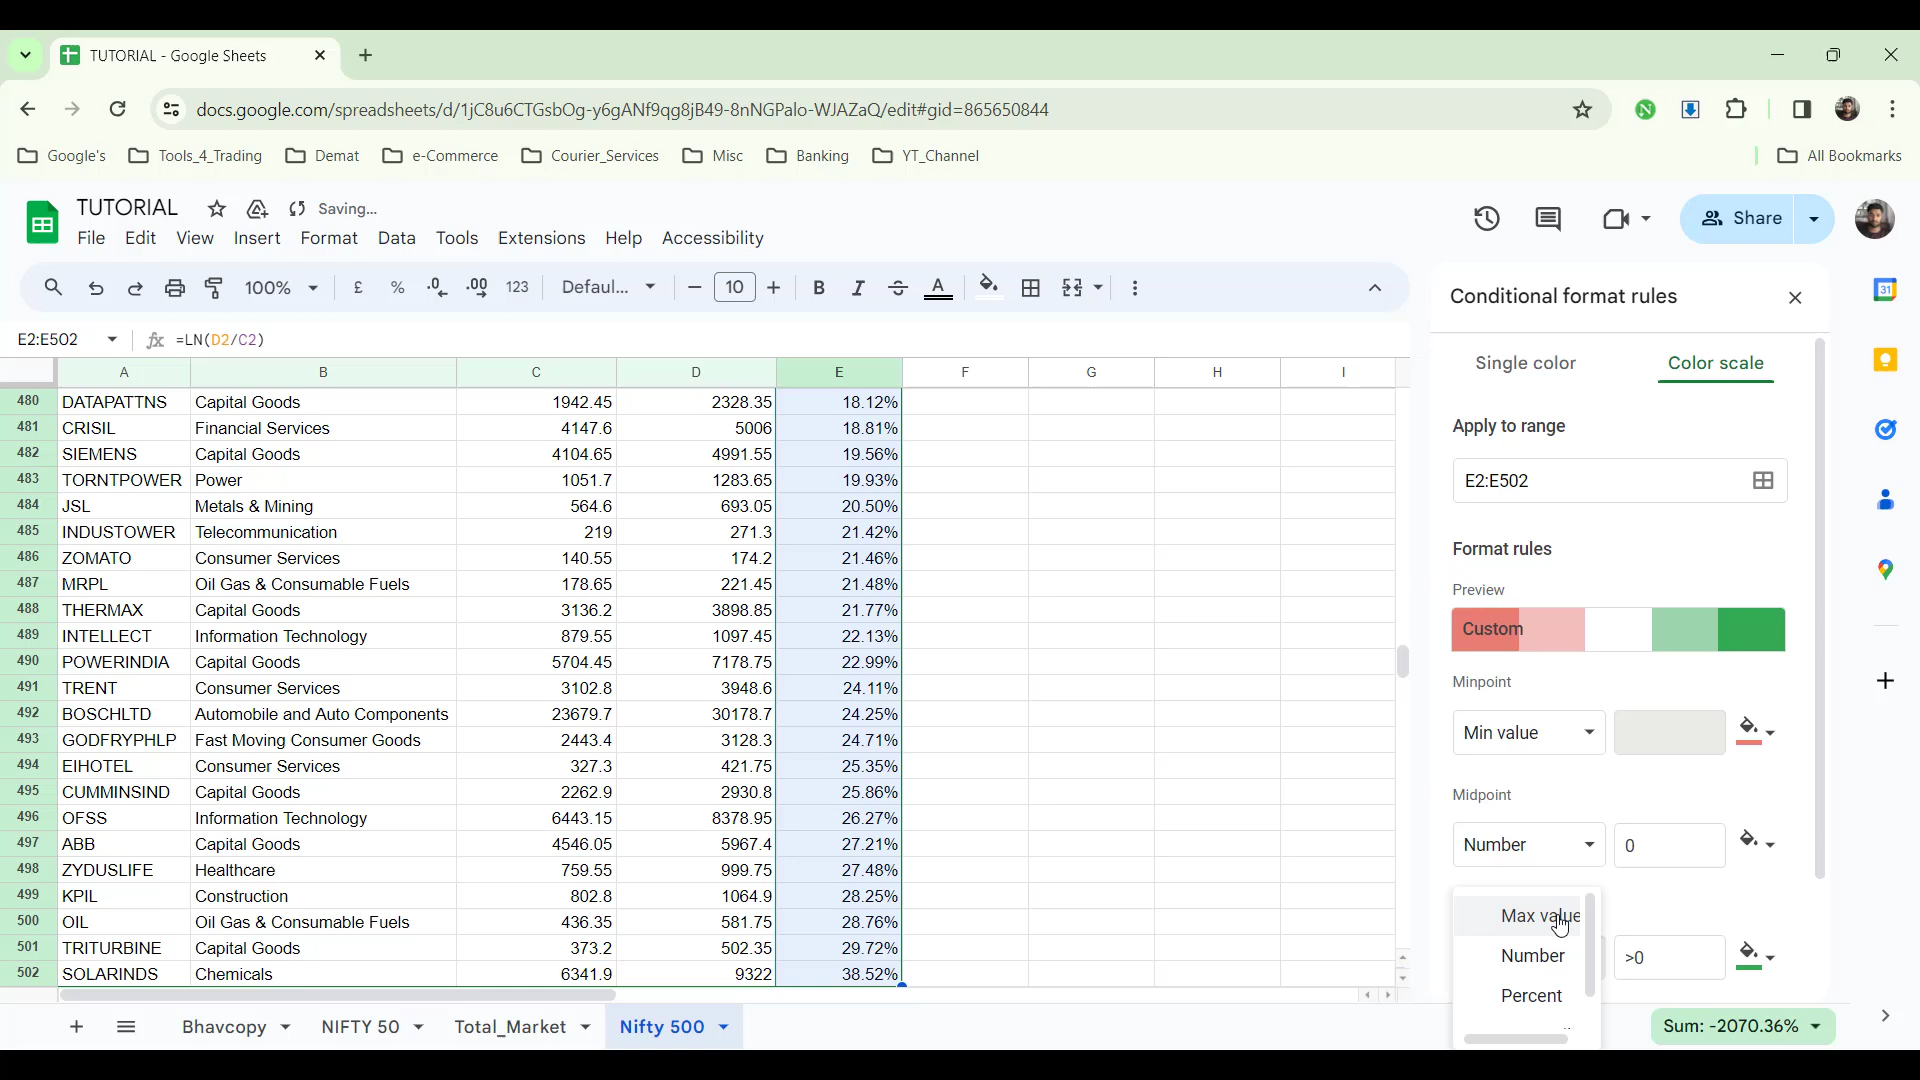 TUTORIAL - Google Sheets
docs.google.com/spreadsheets/d/1jC8u6CTGsbOg-y6gANf9qg8jB49-8nNGPalo-WJAZaQ/edit#gid=865650844
Google's Tools_4_Trading Demat e-Commerce Courier_Services Misc Banking YT_Channel All Bookmarks
TUTORIAL Saving...
File Edit View Insert Format Data Tools Extensions Help Accessibility
Share
100% £ % .0 .00 123 Defaul... 10 B I S A
E2:E502 fx =LN(D2/C2)
A B C D E F G H I
480 DATAPATTNS Capital Goods 1942.45 2328.35 18.12%
481 CRISIL Financial Services 4147.6 5006 18.81%
482 SIEMENS Capital Goods 4104.65 4991.55 19.56%
483 TORNTPOWER Power 1051.7 1283.65 19.93%
484 JSL Metals & Mining 564.6 693.05 20.50%
485 INDUSTOWER Telecommunication 219 271.3 21.42%
486 ZOMATO Consumer Services 140.55 174.2 21.46%
487 MRPL Oil Gas & Consumable Fuels 178.65 221.45 21.48%
488 THERMAX Capital Goods 3136.2 3898.85 21.77%
489 INTELLECT Information Technology 879.55 1097.45 22.13%
490 POWERINDIA Capital Goods 5704.45 7178.75 22.99%
491 TRENT Consumer Services 3102.8 3948.6 24.11%
492 BOSCHLTD Automobile and Auto Components 23679.7 30178.7 24.25%
493 GODFRYPHLP Fast Moving Consumer Goods 2443.4 3128.3 24.71%
494 EIHOTEL Consumer Services 327.3 421.75 25.35%
495 CUMMINSIND Capital Goods 2262.9 2930.8 25.86%
496 OFSS Information Technology 6443.15 8378.95 26.27%
497 ABB Capital Goods 4546.05 5967.4 27.21%
498 ZYDUSLIFE Healthcare 759.55 999.75 27.48%
499 KPIL Construction 802.8 1064.9 28.25%
500 OIL Oil Gas & Consumable Fuels 436.35 581.75 28.76%
501 TRITURBINE Capital Goods 373.2 502.35 29.72%
502 SOLARINDS Chemicals 6341.9 9322 38.52%
Bhavcopy NIFTY 50 Total_Market Nifty 500
Sum: -2070.36%
Conditional format rules
Single color Color scale
Apply to range
E2:E502
Format rules
Preview
Custom
Minpoint
Min value
Midpoint
Number 0
Max value
Number
>0
Percent
31